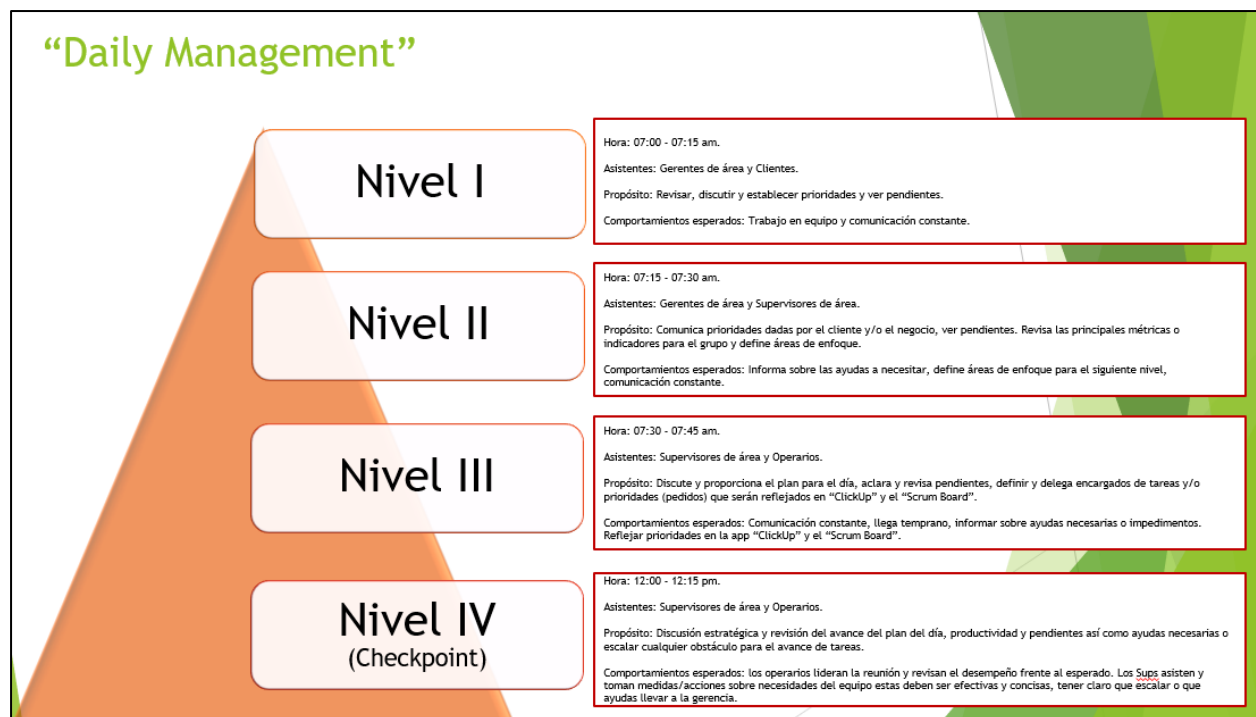 “Daily Management”
Nivel I
Hora: 07:00 - 07:15 am.
Asistentes: Gerentes de área y Clientes.
Propósito: Revisar, discutir y establecer prioridades y ver pendientes.
Comportamientos esperados: Trabajo en equipo y comunicación constante.
Nivel II
Hora: 07:15 - 07:30 am.
Asistentes: Gerentes de área y Supervisores de área.
Propósito: Comunica prioridades dadas por el cliente y/o el negocio, ver pendientes. Revisa las principales métricas o
indicadores para el grupo y define áreas de enfoque.
Comportamientos esperados: Informa sobre las ayudas a necesitar, define áreas de enfoque para el siguiente nivel,
comunicación constante.
Nivel III
Hora: 07:30 - 07:45 am.
Asistentes: Supervisores de área y Operarios.
Propósito: Discute y proporciona el plan para el día, aclara y revisa pendientes, definir y delega encargados de tareas y/o
prioridades (pedidos) que serán reflejados en “ClickUp” y el “Scrum Board”.
Comportamientos esperados: Comunicación constante, llega temprano, informar sobre ayudas necesarias o impedimentos.
Reflejar prioridades en la app “ClickUp” y el “Scrum Board”.
Nivel IV
(Checkpoint)
Hora: 12:00 - 12:15 pm.
Asistentes: Supervisores de área y Operarios.
Propósito: Discusión estratégica y revisión del avance del plan del día, productividad y pendientes así como ayudas necesarias o
escalar cualquier obstáculo para el avance de tareas.
Comportamientos esperados: los operarios lideran la reunión y revisan el desempeño frente al esperado. Los Sups asisten y
toman medidas/acciones sobre necesidades del equipo estas deben ser efectivas y concisas, tener claro que escalar o que
ayudas llevar a la gerencia.